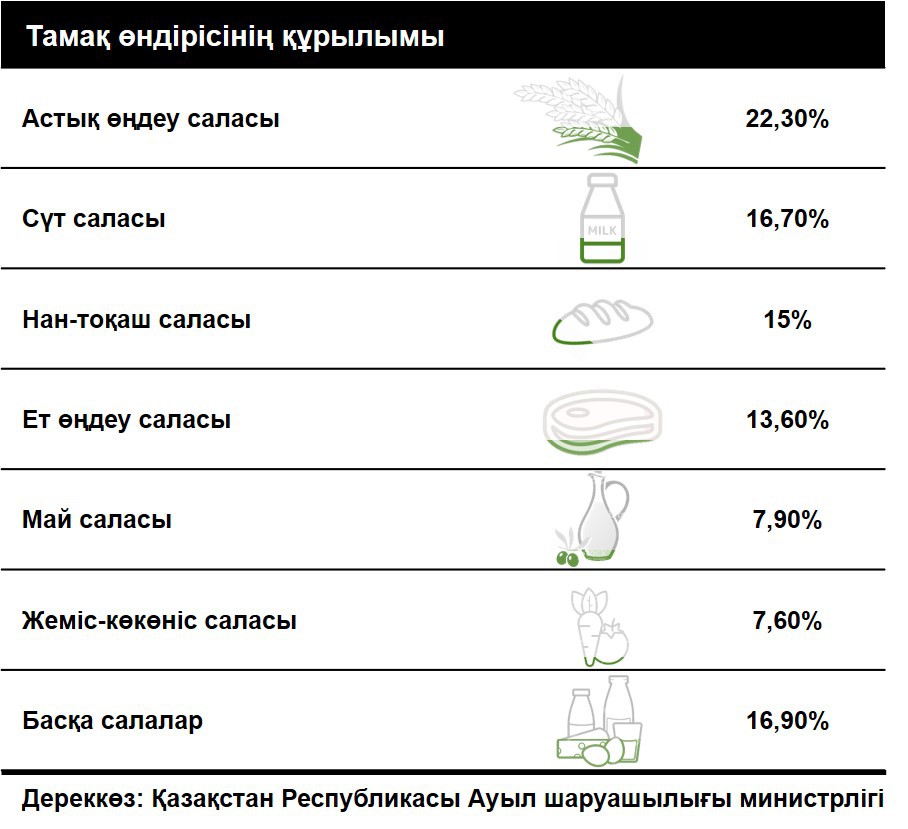 Тамақ өндірісінің құрылымы
Астық өңдеу саласы 22,30%
Сүт саласы MILK 16,70%
Нан-тоқаш саласы 15%
Ет өңдеу саласы 13,60%
Май саласы 7,90%
Жеміс-көкөніс саласы 7,60%
Басқа салалар 16,90%
Дереккөз: Қазақстан Республикасы Ауыл шаруашылығы министрлігі